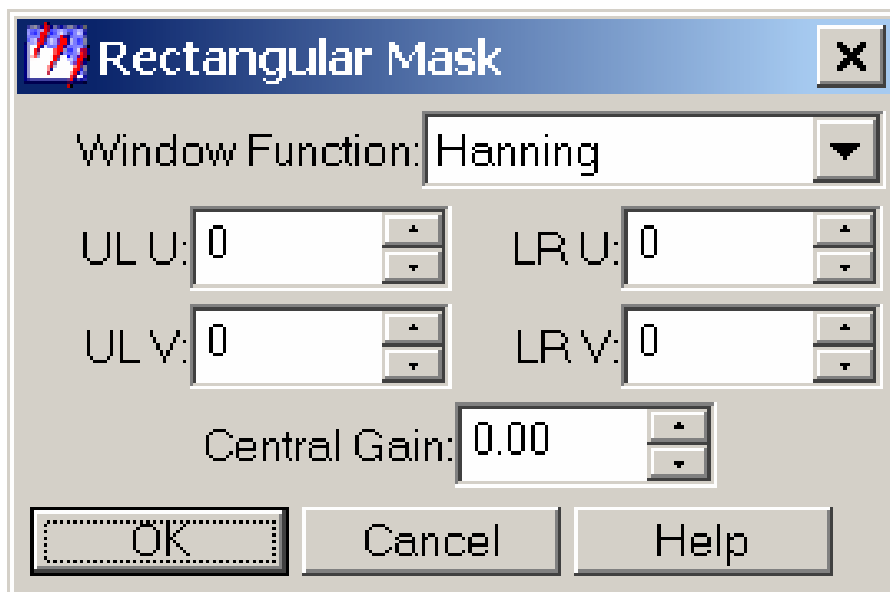 Rectangular Mask
Window Function: Hanning
UL U: 0 LR U: 0
UL V: 0 LR V: 0
Central Gain: 0.00
OK Cancel Help